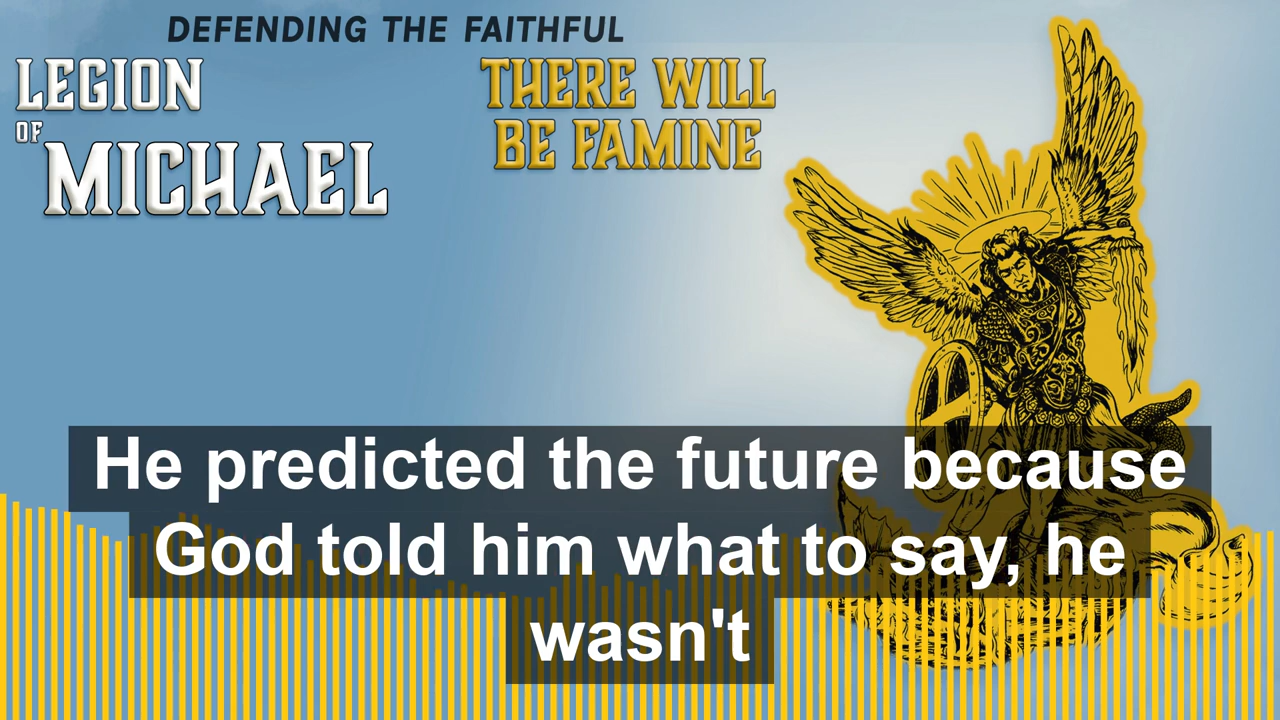 DEFENDING THE FAITHFUL
LEGION
OF
MICHAEL
THERE WILL
BE FAMINE
He predicted the future because
God told him what to say, he
wasn't